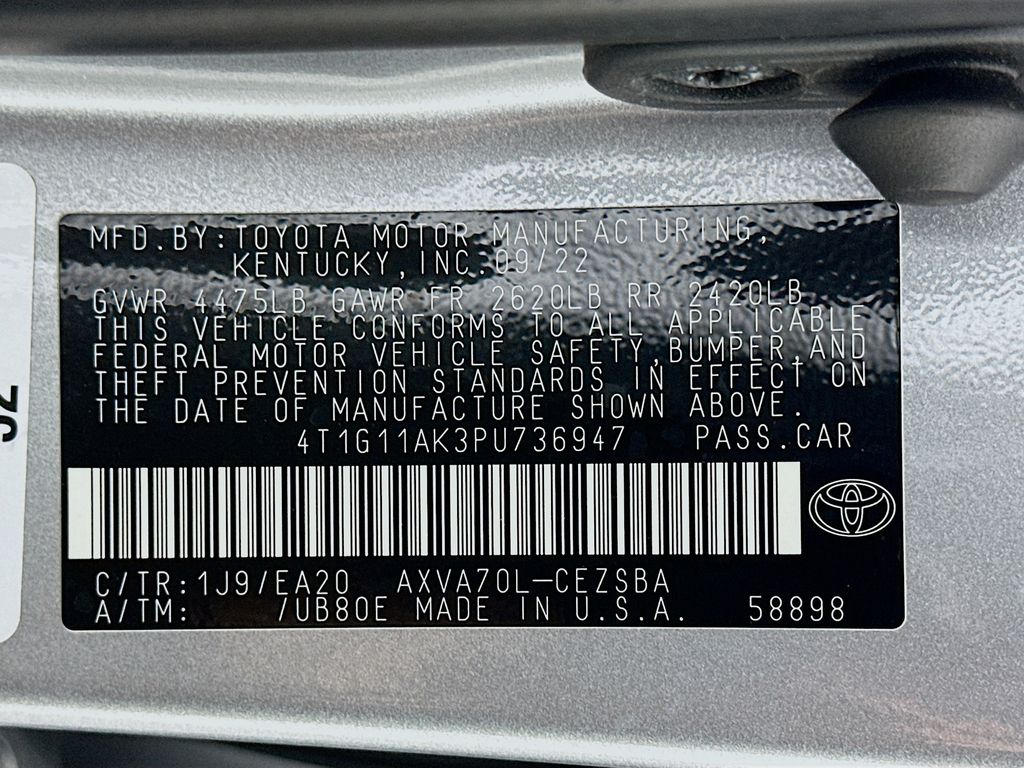 MFD.BY:TOYOTA MOTOR MANUFACTURING,
KENTUCKY,INC.09/22
GVWR 4475LB GAWR FR 2620LB RR 2420LB
THIS VEHICLE CONFORMS TO ALL APPLICABLE
FEDERAL MOTOR VEHICLE SAFETY,BUMPER,AND
THEFT PREVENTION STANDARDS IN EFFECT ON
THE DATE OF MANUFACTURE SHOWN ABOVE.
4T1G11AK3PU736947 PASS.CAR
C/TR:1J9/EA20 AXVA70L-CEZSBA
A/TM: /UB80E MADE IN U.S.A. 58898